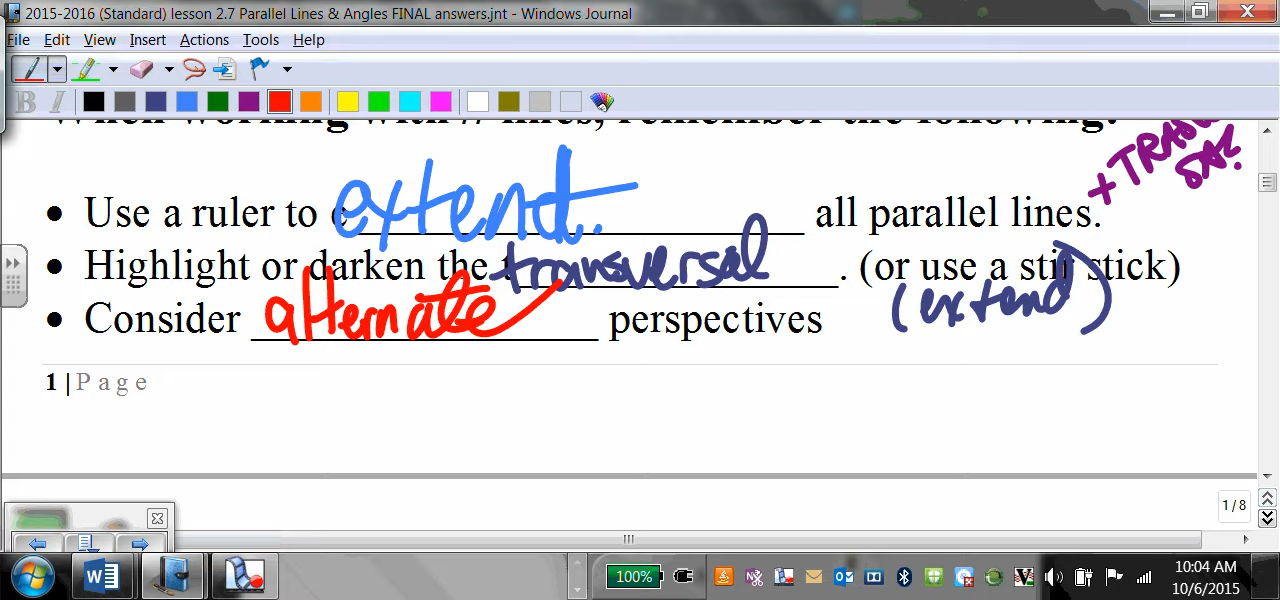 2015-2016 (Standard) lesson 2.7 Parallel Lines & Angles FINAL answers.jnt - Windows Journal
File Edit View Insert Actions Tools Help
B I
When working with // lines, remember the following:
+ TRANS
• Use a ruler to extend. all parallel lines.
• Highlight or darken the transversal. (or use a stir stick)
(extend)
• Consider alternate perspectives
1 | Page
1 / 8
W
100%
10:04 AM
10/6/2015